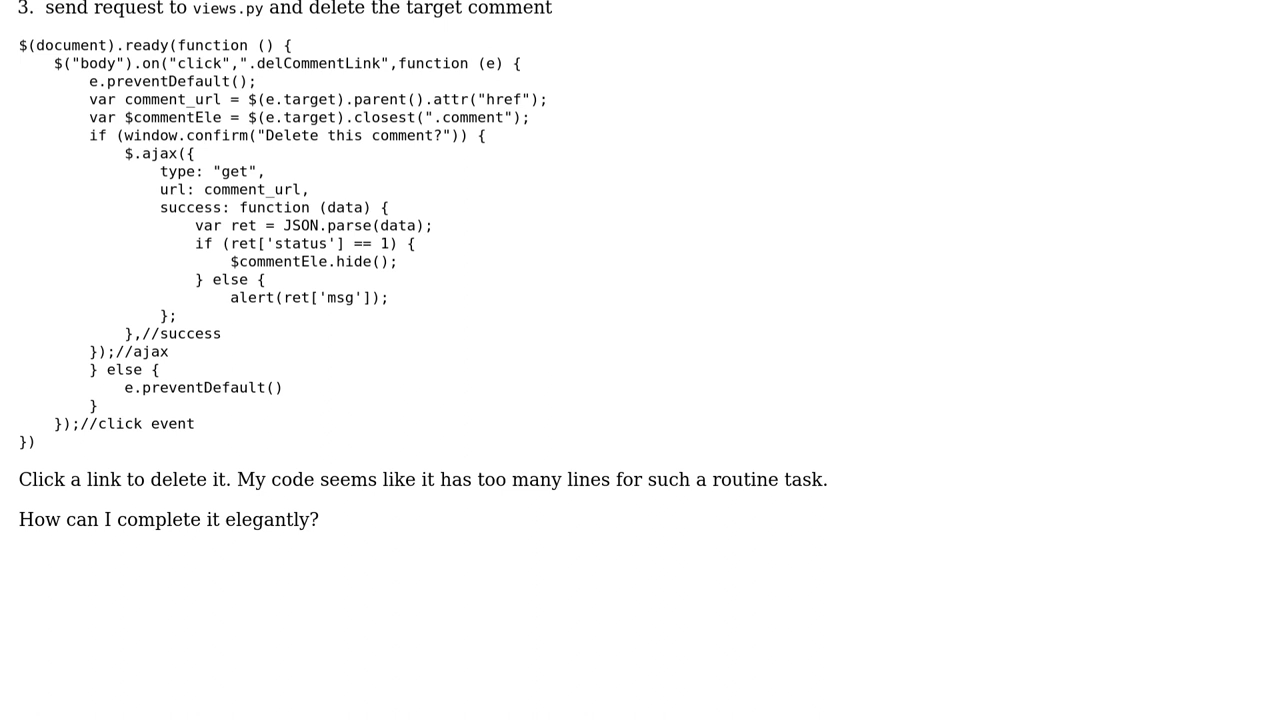 3. send request to views.py and delete the target comment
$(document).ready(function () {
    $("body").on("click",".delCommentLink",function (e) {
        e.preventDefault();
        var comment_url = $(e.target).parent().attr("href");
        var $commentEle = $(e.target).closest(".comment");
        if (window.confirm("Delete this comment?")) {
            $.ajax({
                type: "get",
                url: comment_url,
                success: function (data) {
                    var ret = JSON.parse(data);
                    if (ret['status'] == 1) {
                        $commentEle.hide();
                    } else {
                        alert(ret['msg']);
                };
            },//success
        });//ajax
        } else {
            e.preventDefault()
        }
    });//click event
})
Click a link to delete it. My code seems like it has too many lines for such a routine task.
How can I complete it elegantly?